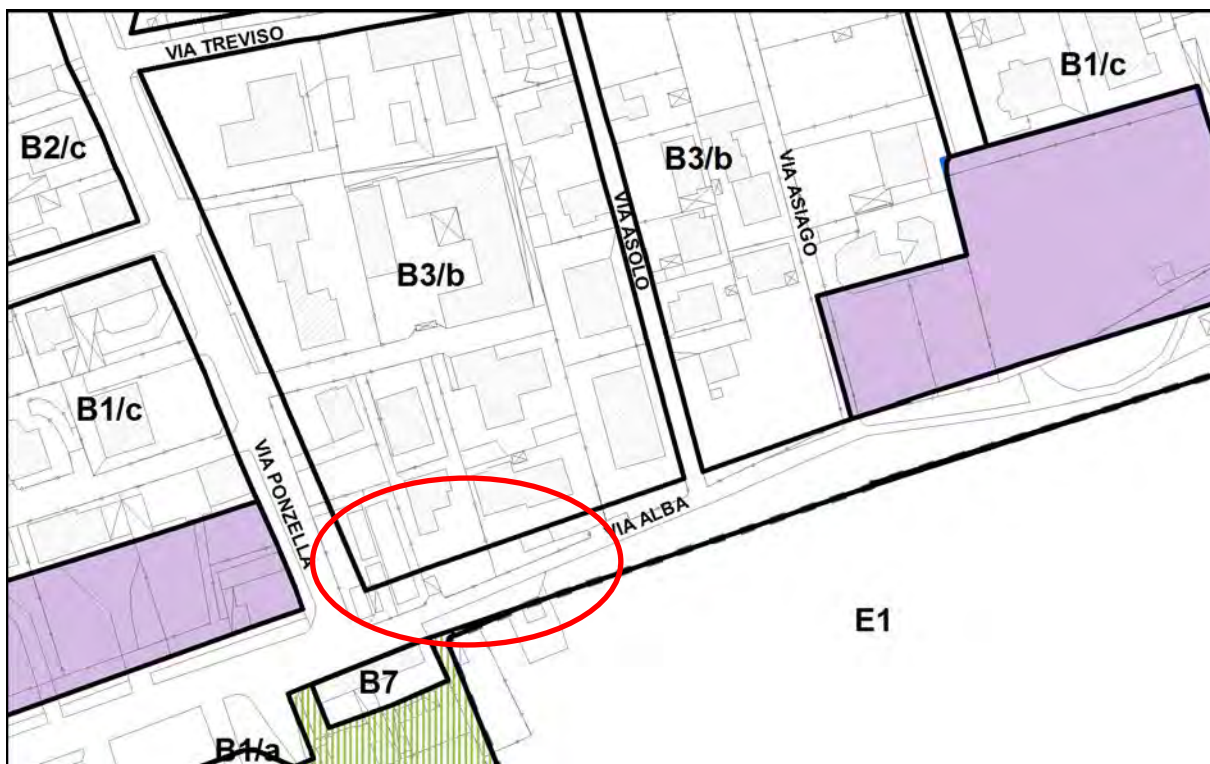 VIA TREVISO
B1/c
B2/c
B3/b
VIA ASIAGO
VIA ASOLO
B3/b
B1/c
VIA PONZELLA
VIA ALBA
E1
B7
B1/a